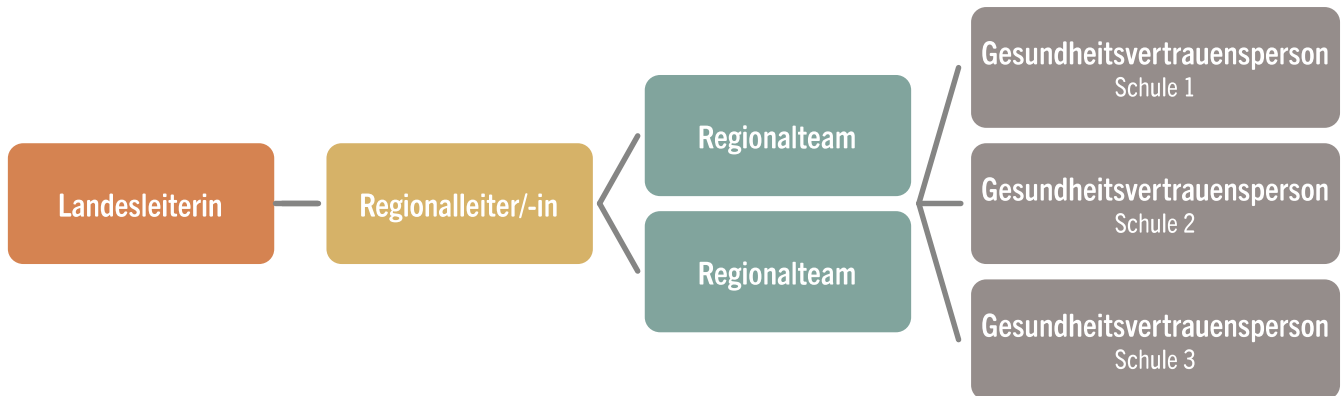 Landesleiterin
Regionalleiter/-in
Regionalteam
Regionalteam
Gesundheitsvertrauensperson
Schule 1
Gesundheitsvertrauensperson
Schule 2
Gesundheitsvertrauensperson
Schule 3